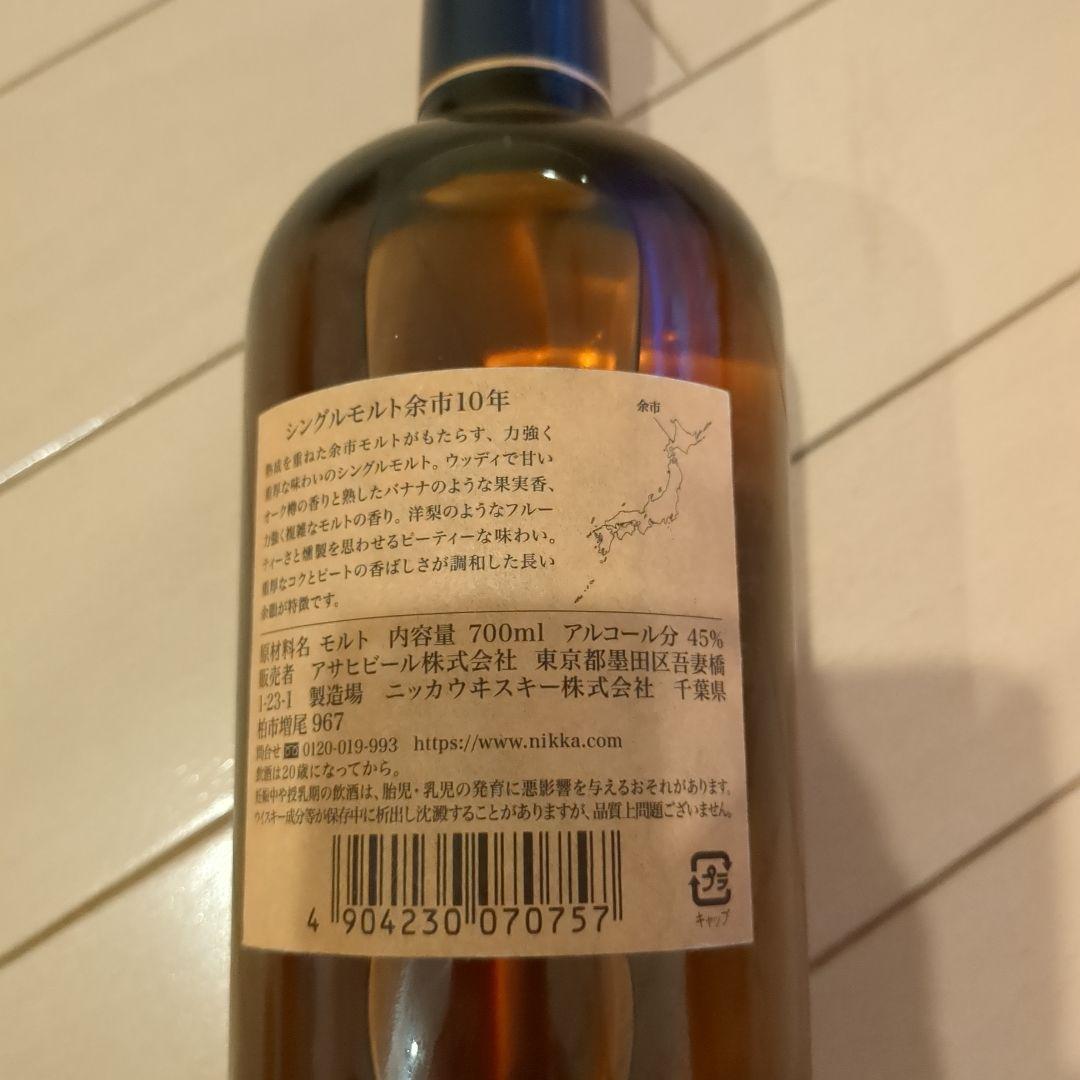 シングルモルト余市10年
余市
熟成を重ねた余市モルトがもたらす、力強く
重厚な味わいのシングルモルト。ウッディで甘い
オーク樽の香りと熟したバナナのような果実香、
力強く複雑なモルトの香り。洋梨のようなフルー
ティーさと燻製を思わせるピーティーな味わい。
重厚なコクとピートの香ばしさが調和した長い
余韻が特徴です。
原材料名 モルト 内容量 700ml アルコール分 45%
販売者 アサヒビール株式会社 東京都墨田区吾妻橋
1-23-1 製造場 ニッカウヰスキー株式会社 千葉県
柏市増尾 967
問合せ 0120-019-993 https://www.nikka.com
飲酒は20歳になってから。
妊娠中や授乳期の飲酒は、胎児・乳児の発育に悪影響を与えるおそれがあります。
ウイスキー成分等が保存中に析出し沈澱することがありますが、品質上問題ございません。
4 904230 070757
プラ
キャップ